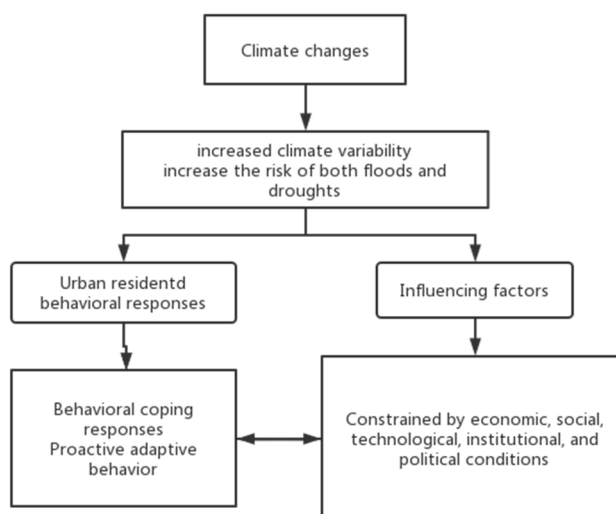 Climate changes
increased climate variability
increase the risk of both floods and
droughts
Urban residentd
behavioral responses
Influencing factors
Behavioral coping
responses
Proactive adaptive
behavior
Constrained by economic, social,
technological, institutional, and
political conditions